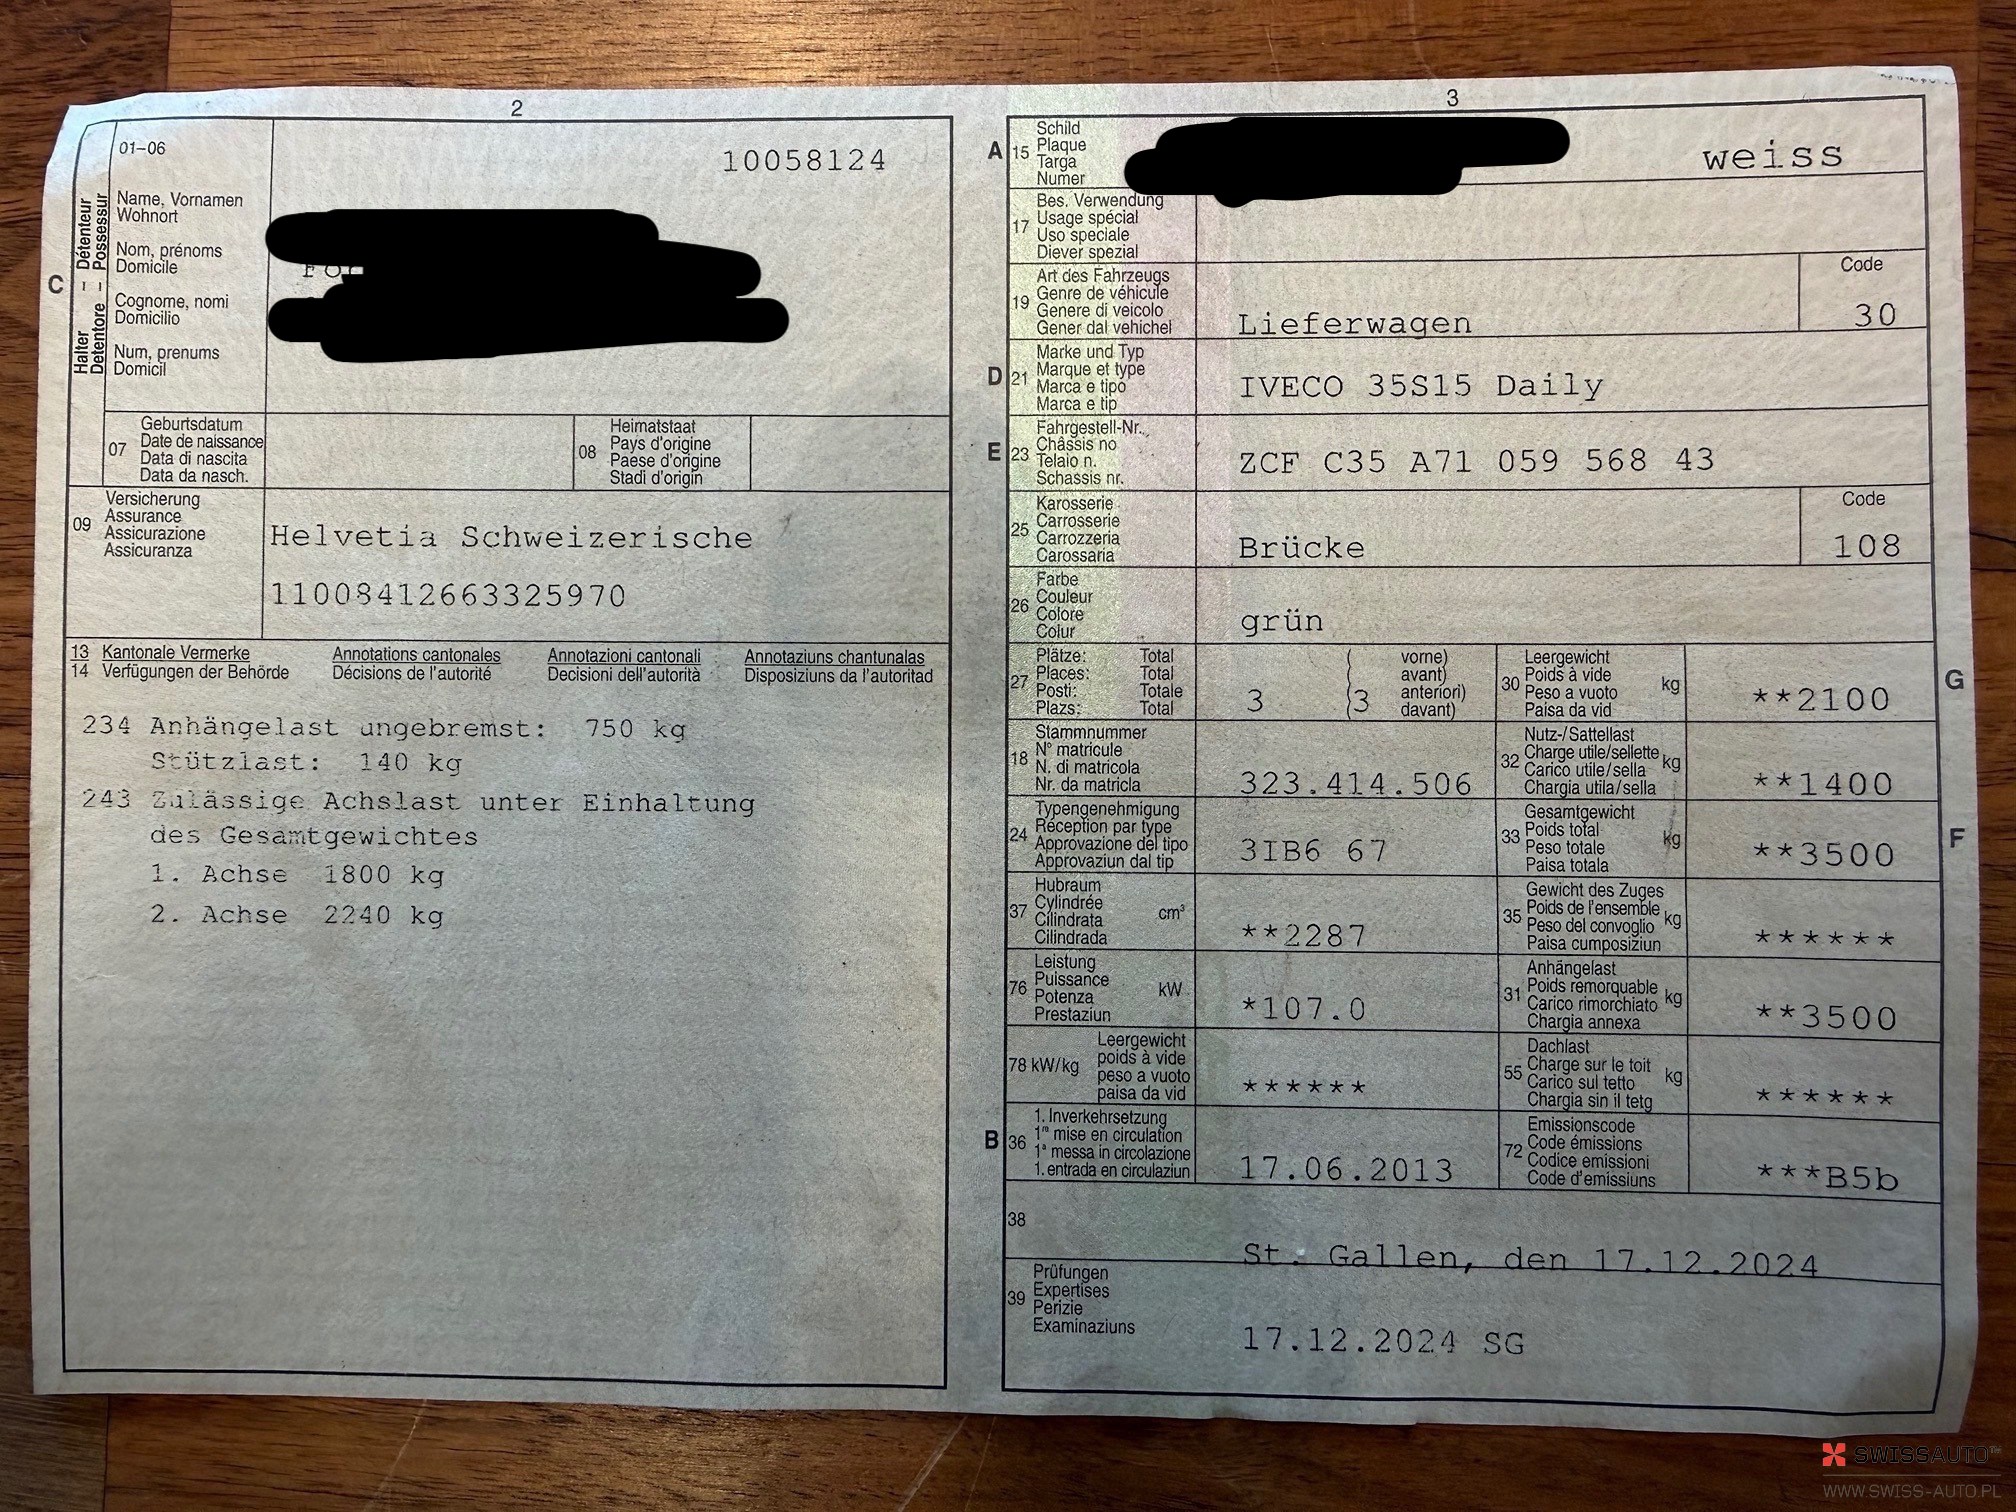 2
01–06
10058124
Halter – Détenteur
Detentore – Possessur
C
Name, Vornamen
Wohnort
Nom, prénoms
Domicile
Cognome, nomi
Domicilio
Num, prenums
Domicil
07
Geburtsdatum
Date de naissance
Data di nascita
Data da nasch.
08
Heimatstaat
Pays d'origine
Paese d'origine
Stadi d'origin
09
Versicherung
Assurance
Assicurazione
Assicuranza
Helvetia Schweizerische
11008412663325970
13 Kantonale Vermerke Annotations cantonales Annotazioni cantonali Annotaziuns chantunalas
14 Verfügungen der Behörde Décisions de l'autorité Decisioni dell'autorità Disposiziuns da l'autoritad
234 Anhängelast ungebremst: 750 kg
Stützlast: 140 kg
243 Zulässige Achslast unter Einhaltung
des Gesamtgewichtes
1. Achse 1800 kg
2. Achse 2240 kg
3
A
15
Schild
Plaque
Targa
Numer
weiss
17
Bes. Verwendung
Usage spécial
Uso speciale
Diever spezial
19
Art des Fahrzeugs
Genre de véhicule
Genere di veicolo
Gener dal vehichel
Lieferwagen
Code
30
D
21
Marke und Typ
Marque et type
Marca e tipo
Marca e tip
IVECO 35S15 Daily
E
23
Fahrgestell-Nr.
Châssis no
Telaio n.
Schassis nr.
ZCF C35 A71 059 568 43
25
Karosserie
Carrosserie
Carrozzeria
Carossaria
Brücke
Code
108
26
Farbe
Couleur
Colore
Colur
grün
27
Plätze: Total
Places: Total
Posti: Totale
Plazs: Total
3
(3
vorne)
avant)
anteriori)
davant)
30
Leergewicht
Poids à vide
Peso a vuoto
Paisa da vid
kg
**2100
G
18
Stammnummer
N° matricule
N. di matricola
Nr. da matricla
323.414.506
32
Nutz-/Sattellast
Charge utile/sellette
Carico utile/sella
Chargia utila/sella
kg
**1400
24
Typengenehmigung
Réception par type
Approvazione del tipo
Approvaziun dal tip
3IB6 67
33
Gesamtgewicht
Poids total
Peso totale
Paisa totala
kg
**3500
F
37
Hubraum
Cylindrée
Cilindrata
Cilindrada
cm³
**2287
35
Gewicht des Zuges
Poids de l'ensemble
Peso del convoglio
Paisa cumposiziun
kg
******
76
Leistung
Puissance
Potenza
Prestaziun
kW
*107.0
31
Anhängelast
Poids remorquable
Carico rimorchiato
Chargia annexa
kg
**3500
78 kW/kg
Leergewicht
poids à vide
peso a vuoto
paisa da vid
******
55
Dachlast
Charge sur le toit
Carico sul tetto
Chargia sin il tetg
kg
******
B
36
1. Inverkehrsetzung
1re mise en circulation
1a messa in circolazione
1. entrada en circulaziun
17.06.2013
72
Emissionscode
Code émissions
Codice emissioni
Code d'emissiuns
***B5b
38
St. Gallen, den 17.12.2024
39
Prüfungen
Expertises
Perizie
Examinaziuns
17.12.2024 SG
SWISSAUTO™
WWW.SWISS-AUTO.PL